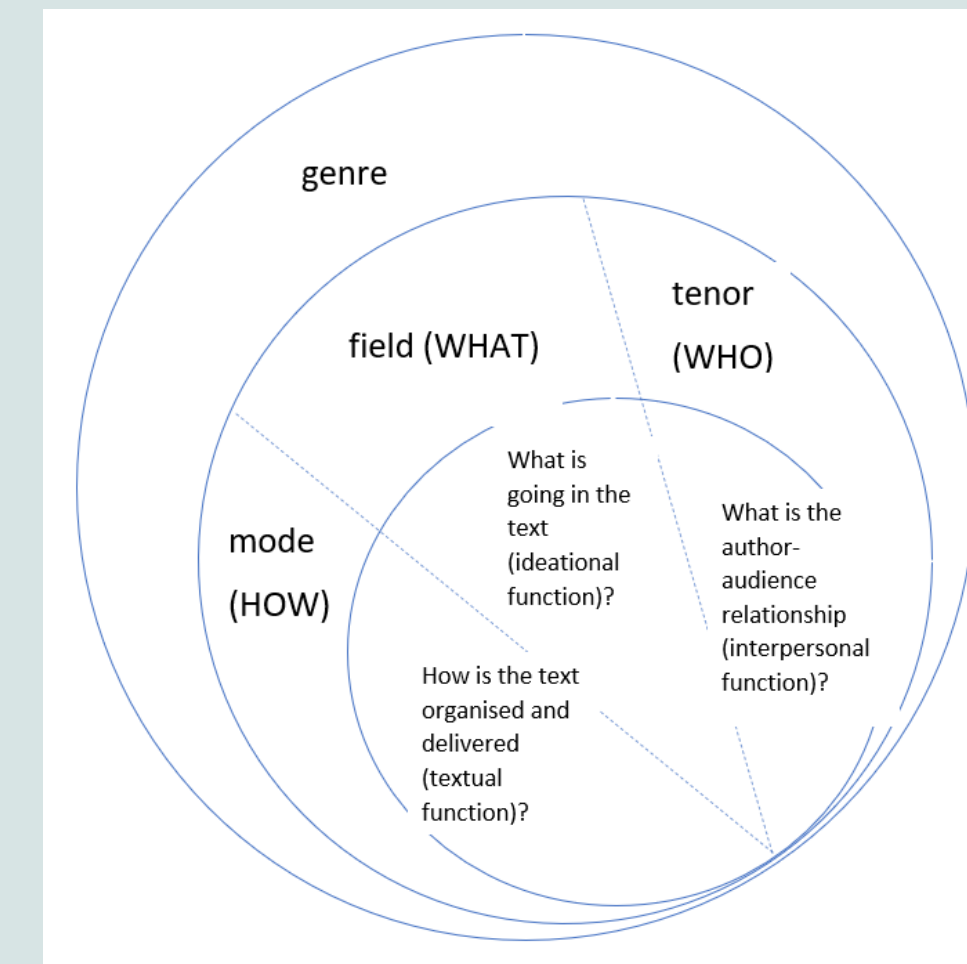 genre
field (WHAT)
tenor
(WHO)
mode
(HOW)
What is
going in the
text
(ideational
function)?
What is the
author-
audience
relationship
(interpersonal
function)?
How is the text
organised and
delivered
(textual
function)?